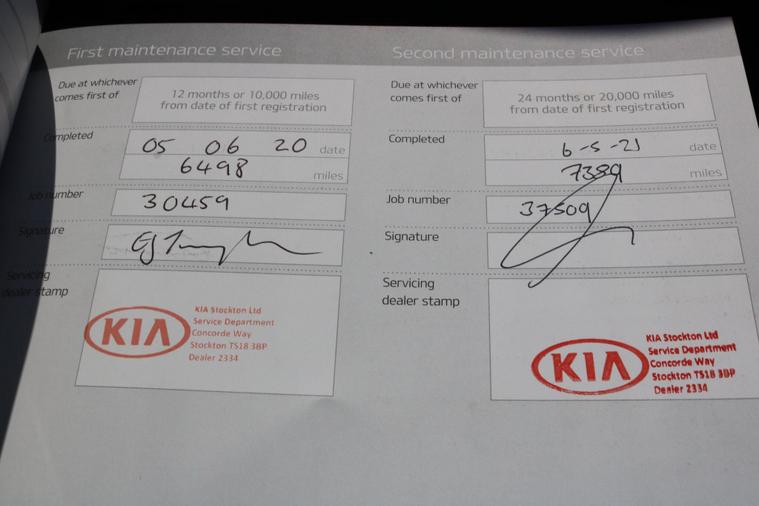 First maintenance service
Due at whichever
comes first of
12 months or 10,000 miles
from date of first registration
Completed
05 06 20 date
6498 miles
Job number
30459
Signature
Servicing
dealer stamp
KIA
KIA Stockton Ltd
Service Department
Concorde Way
Stockton TS18 3BP
Dealer 2334
Second maintenance service
Due at whichever
comes first of
24 months or 20,000 miles
from date of first registration
Completed
6-5-21 date
7389 miles
Job number
37509
Signature
Servicing
dealer stamp
KIA
KIA Stockton Ltd
Service Department
Concorde Way
Stockton TS18 3BP
Dealer 2334